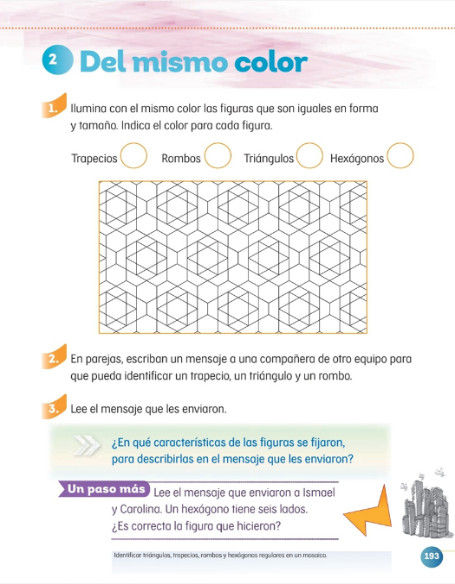 2 Del mismo color
1. Ilumina con el mismo color las figuras que son iguales en forma
y tamaño. Indica el color para cada figura.
Trapecios Rombos Triángulos Hexágonos
2. En parejas, escriban un mensaje a una compañera de otro equipo para
que pueda identificar un trapecio, un triángulo y un rombo.
3. Lee el mensaje que les enviaron.
¿En qué características de las figuras se fijaron,
para describirlas en el mensaje que les enviaron?
Un paso más Lee el mensaje que enviaron a Ismael
y Carolina. Un hexágono tiene seis lados.
¿Es correcta la figura que hicieron?
Identificar triángulos, trapecios, rombos y hexágonos regulares en un mosaico.
193